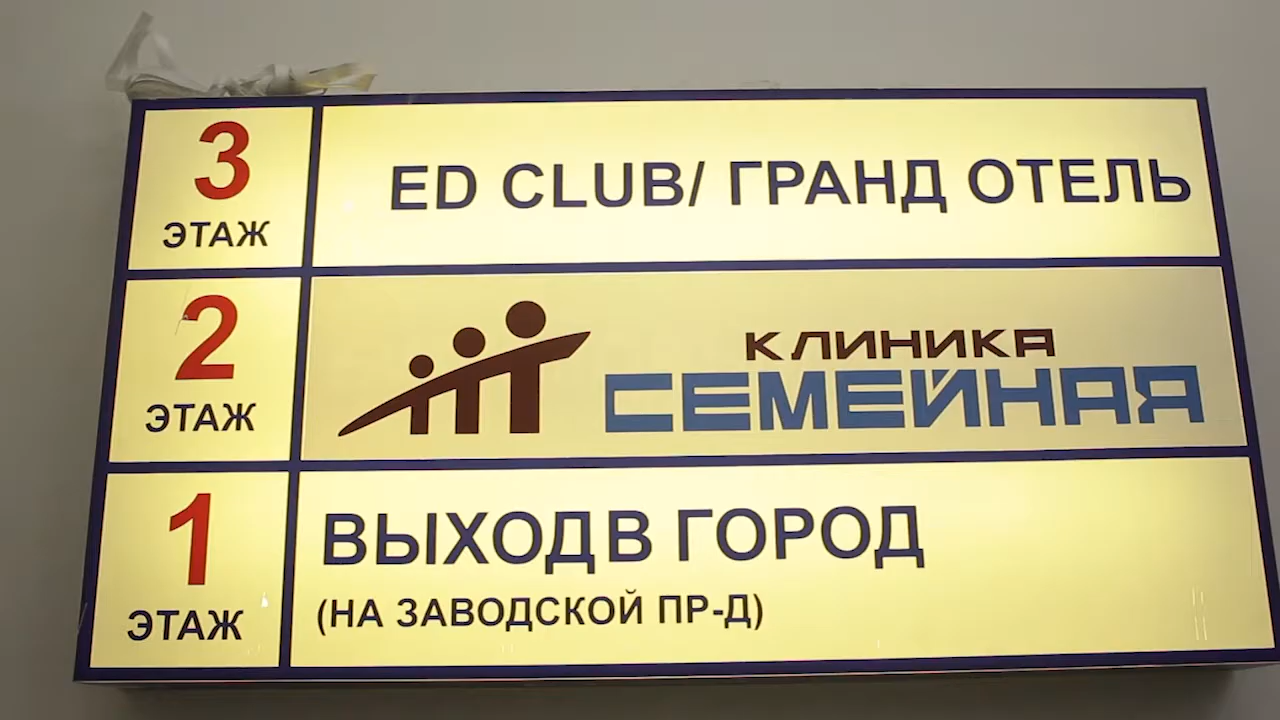 3
ЭТАЖ
ED CLUB/ ГРАНД ОТЕЛЬ
2
ЭТАЖ
КЛИНИКА
СЕМЕЙНАЯ
1
ЭТАЖ
ВЫХОД В ГОРОД
(НА ЗАВОДСКОЙ ПР-Д)